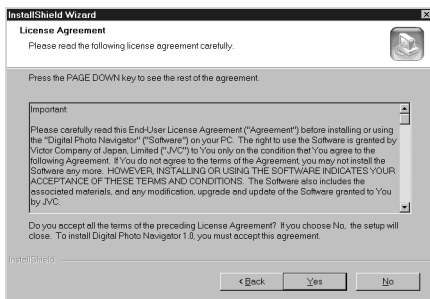 InstallShield Wizard
License Agreement
Please read the following license agreement carefully.
Press the PAGE DOWN key to see the rest of the agreement.
Important:
Please carefully read this End-User License Agreement ("Agreement") before installing or using
the "Digital Photo Navigator" ("Software") on your PC. The right to use the Software is granted by
Victor Company of Japan, Limited ("JVC") to You only on the condition that You agree to the
following Agreement. If You do not agree to the terms of the Agreement, you may not install the
Software any more. HOWEVER, INSTALLING OR USING THE SOFTWARE INDICATES YOUR
ACCEPTANCE OF THESE TERMS AND CONDITIONS. The Software also includes the
associated materials, and any modification, upgrade and update of the Software granted to You
by JVC.
Do you accept all the terms of the preceding License Agreement? If you choose No, the setup will
close. To install Digital Photo Navigator 1.0, you must accept this agreement.
InstallShield
< Back Yes No